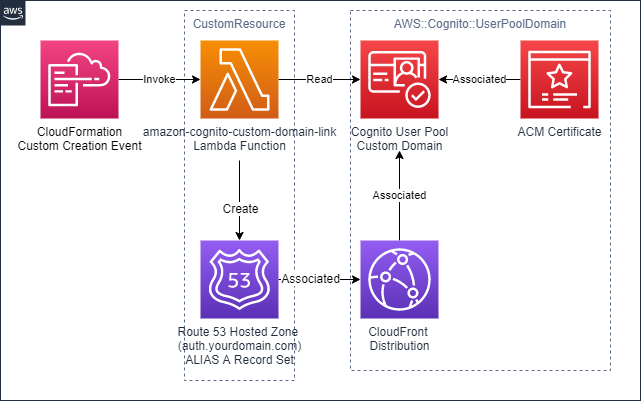 aws
CustomResource
AWS::Cognito::UserPoolDomain
Invoke
Read
Associated
CloudFormation
Custom Creation Event
amazon-cognito-custom-domain-link
Lambda Function
Cognito User Pool
Custom Domain
ACM Certificate
Create
Associated
53
Associated
Route 53 Hosted Zone
(auth.yourdomain.com)
ALIAS A Record Set
CloudFront
Distribution